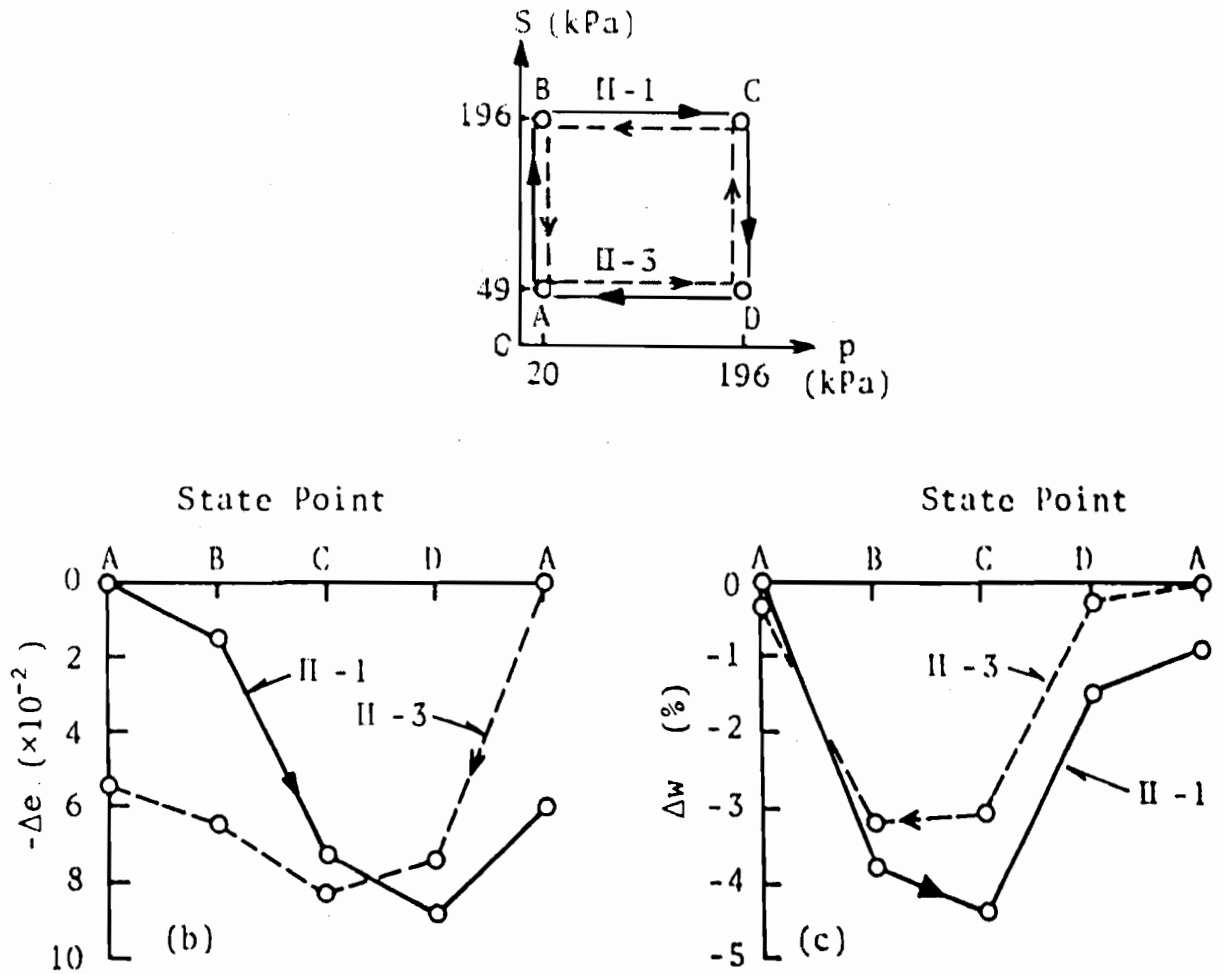 S (kPa)
B II-1 C
196
II-3
49
A D
0
20 196 p
(kPa)
State Point
A B C D A
0
2
4
6
8
10
-Δe (×10⁻²)
II-1
II-3
(b)
State Point
A B C D A
0
-1
-2
-3
-4
-5
Δw (%)
II-3
II-1
(c)